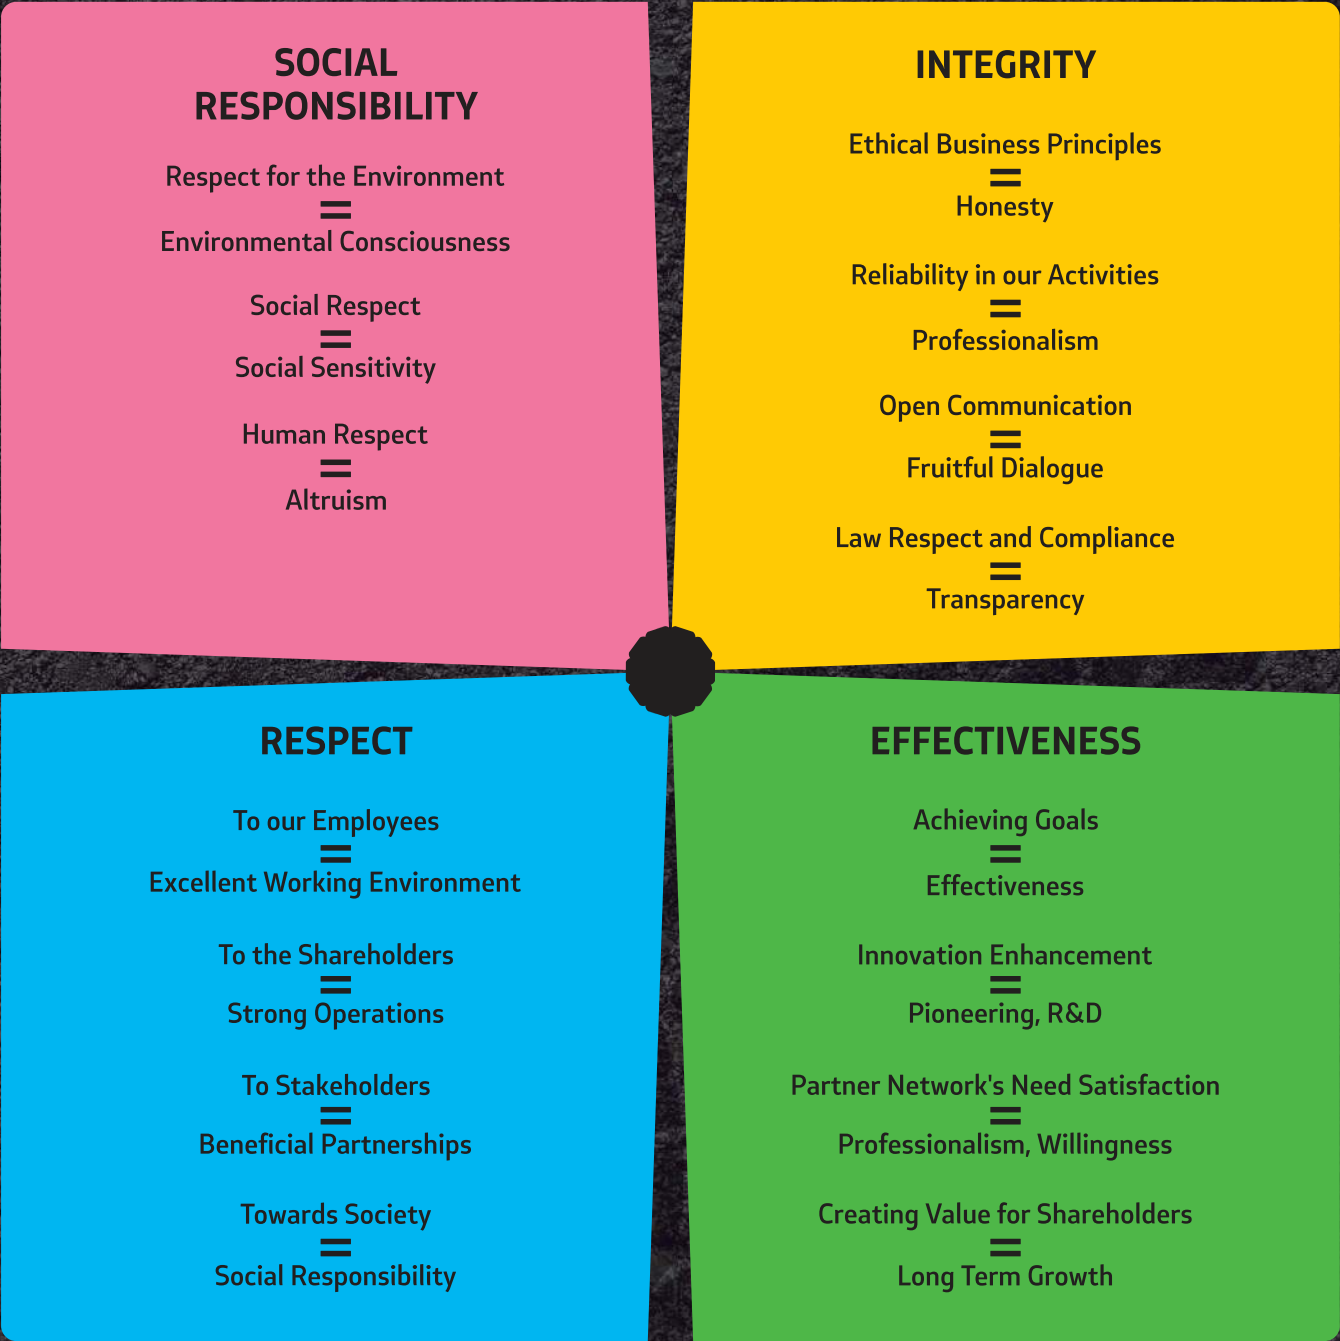 SOCIAL
RESPONSIBILITY
Respect for the Environment
=
Environmental Consciousness
Social Respect
=
Social Sensitivity
Human Respect
=
Altruism
INTEGRITY
Ethical Business Principles
=
Honesty
Reliability in our Activities
=
Professionalism
Open Communication
=
Fruitful Dialogue
Law Respect and Compliance
=
Transparency
RESPECT
To our Employees
=
Excellent Working Environment
To the Shareholders
=
Strong Operations
To Stakeholders
=
Beneficial Partnerships
Towards Society
=
Social Responsibility
EFFECTIVENESS
Achieving Goals
=
Effectiveness
Innovation Enhancement
=
Pioneering, R&D
Partner Network's Need Satisfaction
=
Professionalism, Willingness
Creating Value for Shareholders
=
Long Term Growth